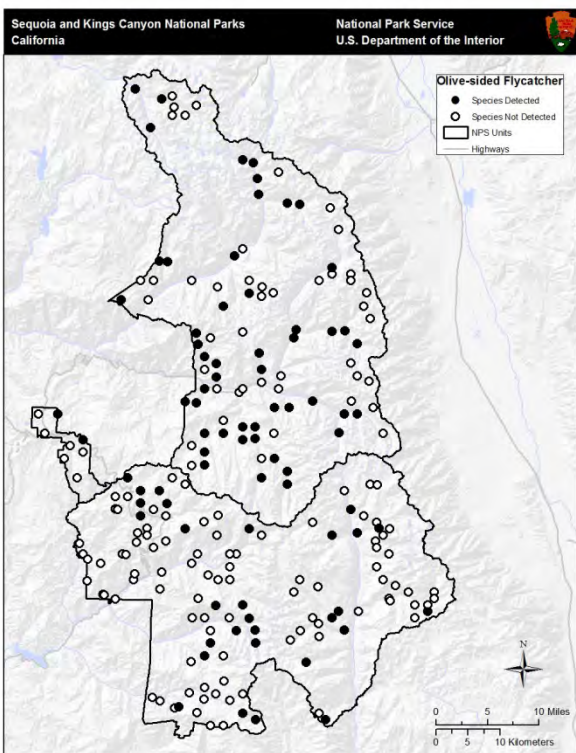 Sequoia and Kings Canyon National Parks
California
National Park Service
U.S. Department of the Interior
Olive-sided Flycatcher
Species Detected
Species Not Detected
NPS Units
Highways
N
0 5 10 Miles
0 5 10 Kilometers